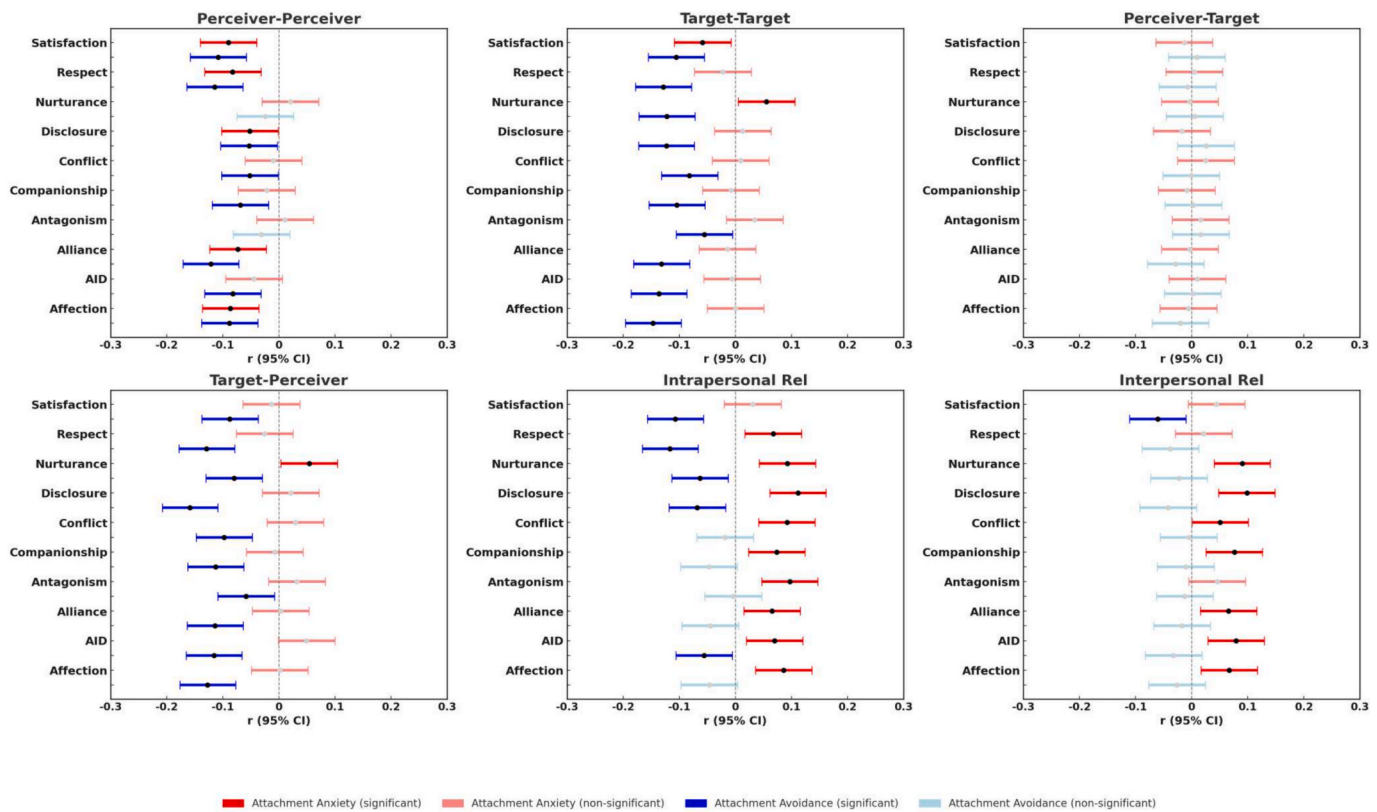 Perceiver-Perceiver
Satisfaction
Respect
Nurturance
Disclosure
Conflict
Companionship
Antagonism
Alliance
AID
Affection
-0.3 -0.2 -0.1 0 0.1 0.2 0.3
r (95% CI)
Target-Target
Satisfaction
Respect
Nurturance
Disclosure
Conflict
Companionship
Antagonism
Alliance
AID
Affection
-0.3 -0.2 -0.1 0 0.1 0.2 0.3
r (95% CI)
Perceiver-Target
Satisfaction
Respect
Nurturance
Disclosure
Conflict
Companionship
Antagonism
Alliance
AID
Affection
-0.3 -0.2 -0.1 0 0.1 0.2 0.3
r (95% CI)
Target-Perceiver
Satisfaction
Respect
Nurturance
Disclosure
Conflict
Companionship
Antagonism
Alliance
AID
Affection
-0.3 -0.2 -0.1 0 0.1 0.2 0.3
r (95% CI)
Intrapersonal Rel
Satisfaction
Respect
Nurturance
Disclosure
Conflict
Companionship
Antagonism
Alliance
AID
Affection
-0.3 -0.2 -0.1 0 0.1 0.2 0.3
r (95% CI)
Interpersonal Rel
Satisfaction
Respect
Nurturance
Disclosure
Conflict
Companionship
Antagonism
Alliance
AID
Affection
-0.3 -0.2 -0.1 0 0.1 0.2 0.3
r (95% CI)
Attachment Anxiety (significant) Attachment Anxiety (non-significant) Attachment Avoidance (significant) Attachment Avoidance (non-significant)